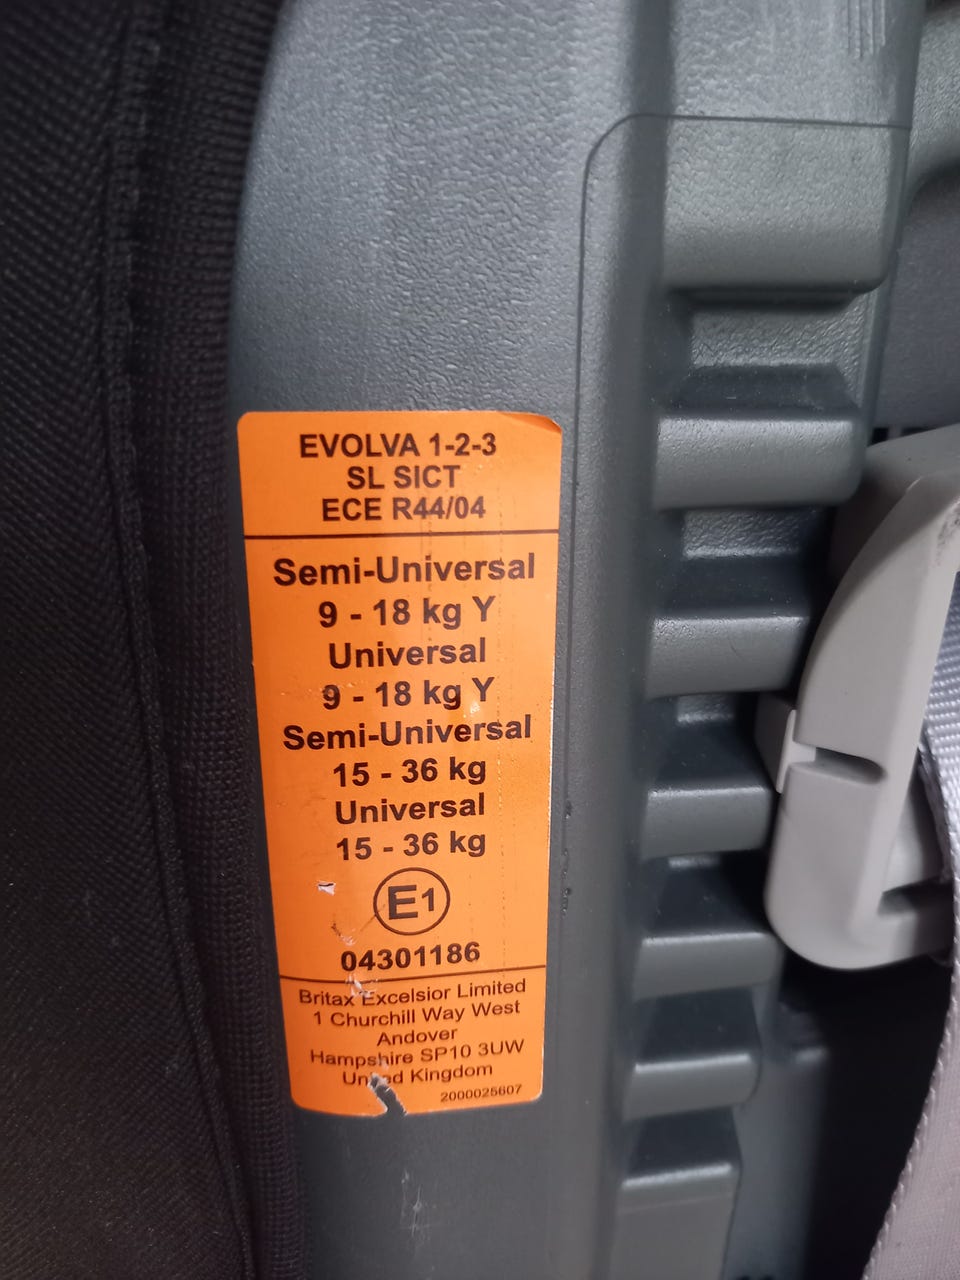 EVOLVA 1-2-3
SL SICT
ECE R44/04
Semi-Universal
9 - 18 kg Y
Universal
9 - 18 kg Y
Semi-Universal
15 - 36 kg
Universal
15 - 36 kg
E1
04301186
Britax Excelsior Limited
1 Churchill Way West
Andover
Hampshire SP10 3UW
United Kingdom
2000025607